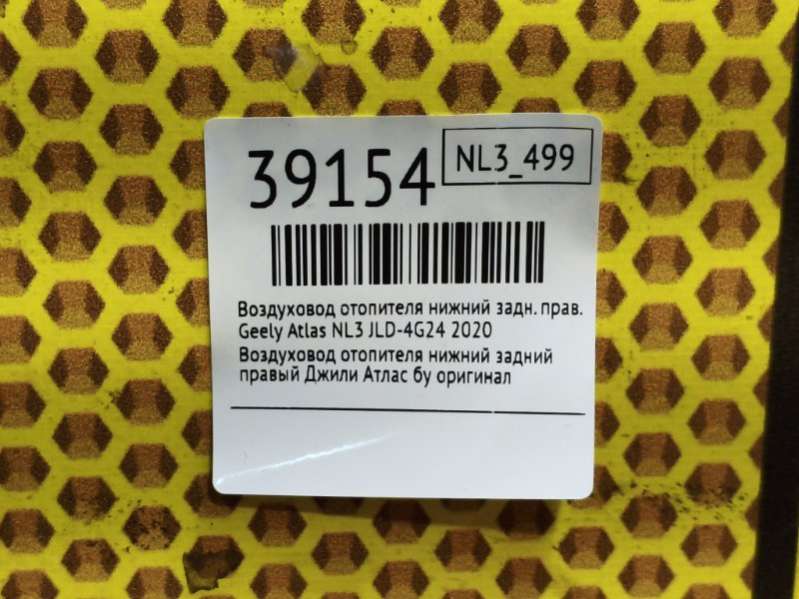 39154
NL3_499
Воздуховод отопителя нижний задн. прав.
Geely Atlas NL3 JLD-4G24 2020
Воздуховод отопителя нижний задний
правый Джили Атлас бу оригинал